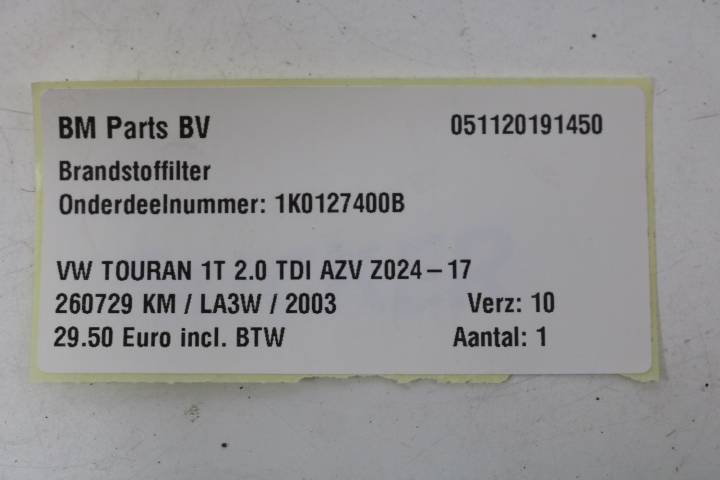 BM Parts BV 051120191450
Brandstoffilter
Onderdeelnummer: 1K0127400B
VW TOURAN 1T 2.0 TDI AZV Z024-17
260729 KM / LA3W / 2003 Verz: 10
29.50 Euro incl. BTW Aantal: 1